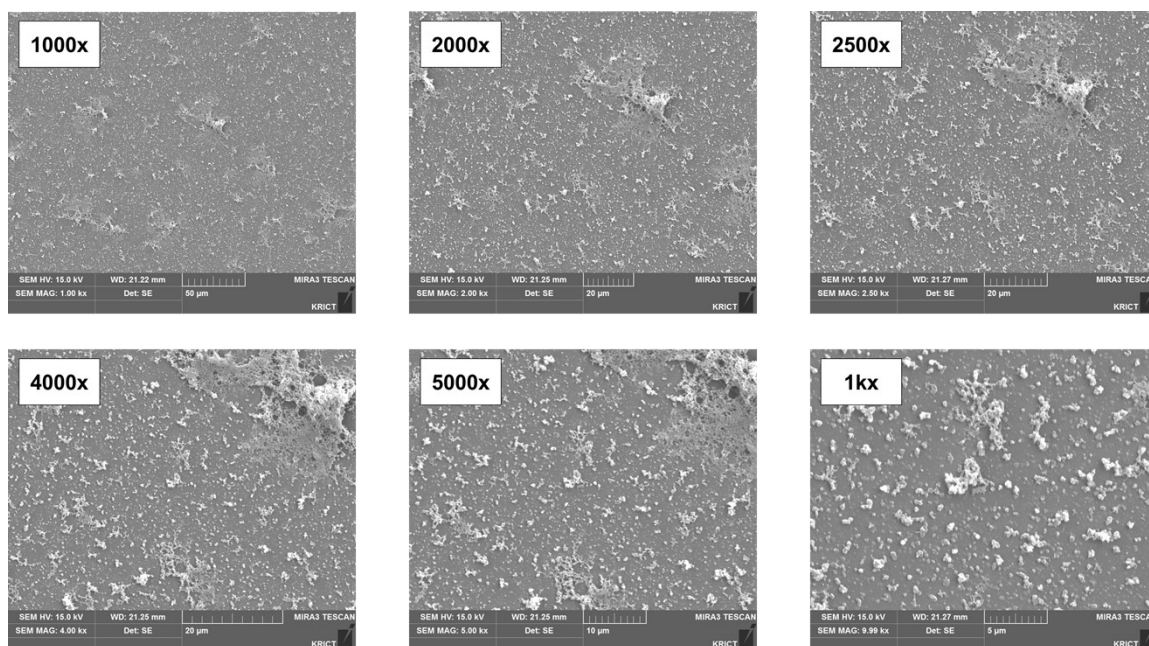 1000x
SEM HV: 15.0 kV WD: 21.22 mm MIRA3 TESCAN
SEM MAG: 1.00 kx Det: SE 50 µm
KRICT
2000x
SEM HV: 15.0 kV WD: 21.25 mm MIRA3 TESCAN
SEM MAG: 2.00 kx Det: SE 20 µm
KRICT
2500x
SEM HV: 15.0 kV WD: 21.27 mm MIRA3 TESCAN
SEM MAG: 2.50 kx Det: SE 20 µm
KRICT
4000x
SEM HV: 15.0 kV WD: 21.25 mm MIRA3 TESCAN
SEM MAG: 4.00 kx Det: SE 20 µm
KRICT
5000x
SEM HV: 15.0 kV WD: 21.25 mm MIRA3 TESCAN
SEM MAG: 5.00 kx Det: SE 10 µm
KRICT
1kx
SEM HV: 15.0 kV WD: 21.27 mm MIRA3 TESCAN
SEM MAG: 9.99 kx Det: SE 5 µm
KRICT